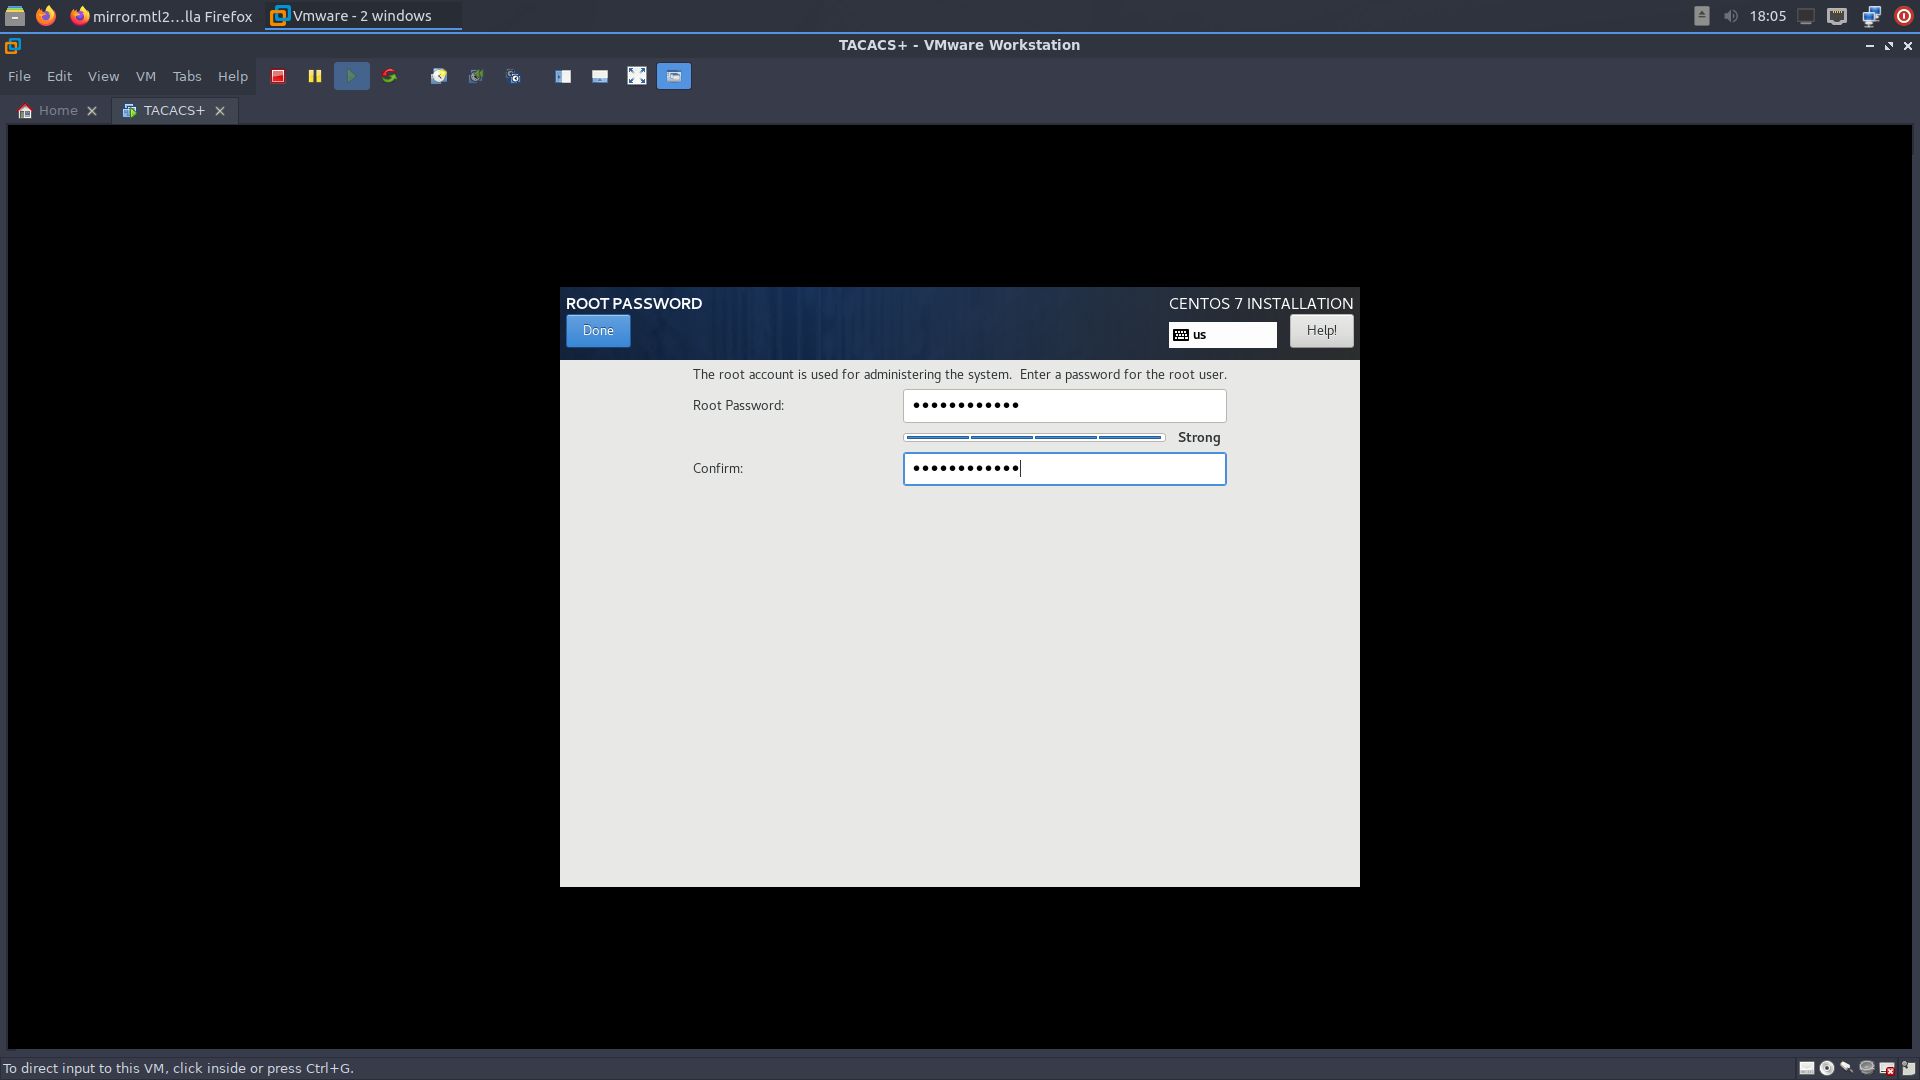 mirror.mtl2...lla Firefox
Vmware - 2 windows
18:05
TACACS+ - VMware Workstation
File Edit View VM Tabs Help
Home
TACACS+
ROOT PASSWORD
CENTOS 7 INSTALLATION
Done
us
Help!
The root account is used for administering the system. Enter a password for the root user.
Root Password:
Strong
Confirm:
To direct input to this VM, click inside or press Ctrl+G.